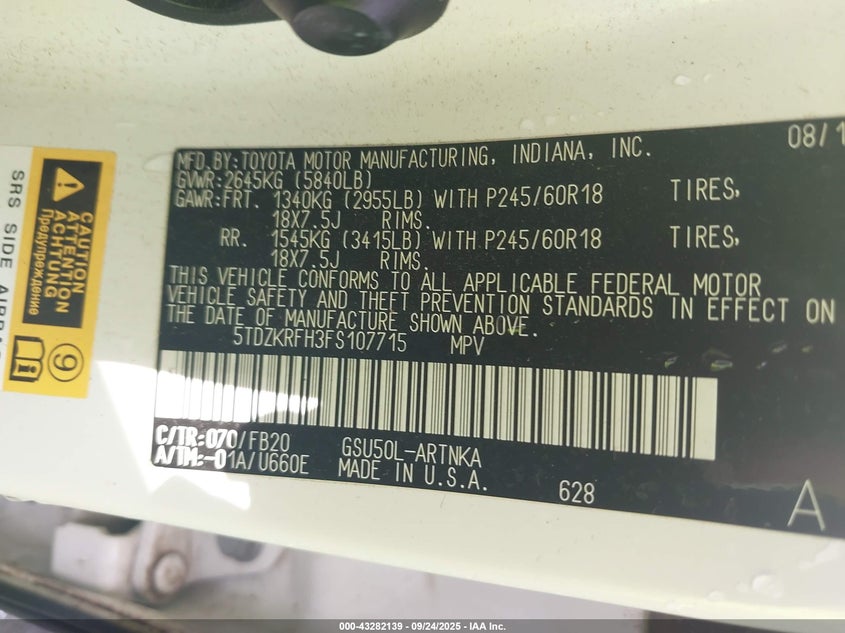 08/1
MFD.BY:TOYOTA MOTOR MANUFACTURING, INDIANA, INC.
GVWR:2645KG (5840LB)
GAWR:FRT. 1340KG (2955LB) WITH P245/60R18 TIRES,
18X7.5J RIMS.
RR. 1545KG (3415LB) WITH P245/60R18 TIRES,
18X7.5J RIMS.
THIS VEHICLE CONFORMS TO ALL APPLICABLE FEDERAL MOTOR
VEHICLE SAFETY AND THEFT PREVENTION STANDARDS IN EFFECT ON
THE DATE OF MANUFACTURE SHOWN ABOVE.
5TDZKRFH3FS107715 MPV
C/TR:070/FB20 GSU50L-ARTNKA
A/TM:-01A/U660E MADE IN U.S.A.
628
A
SRS SIDE AIRBAG
CAUTION
ATTENTION
ACHTUNG
Предупреждение
9
000-43282139 - 09/24/2025 - IAA Inc.